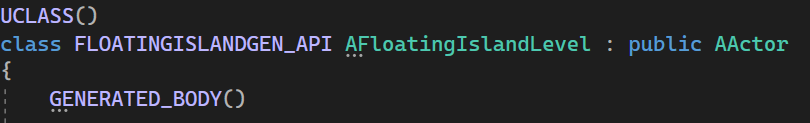 UCLASS()
class FLOATINGISLANDGEN_API AFloatingIslandLevel : public AActor
{
GENERATED_BODY()